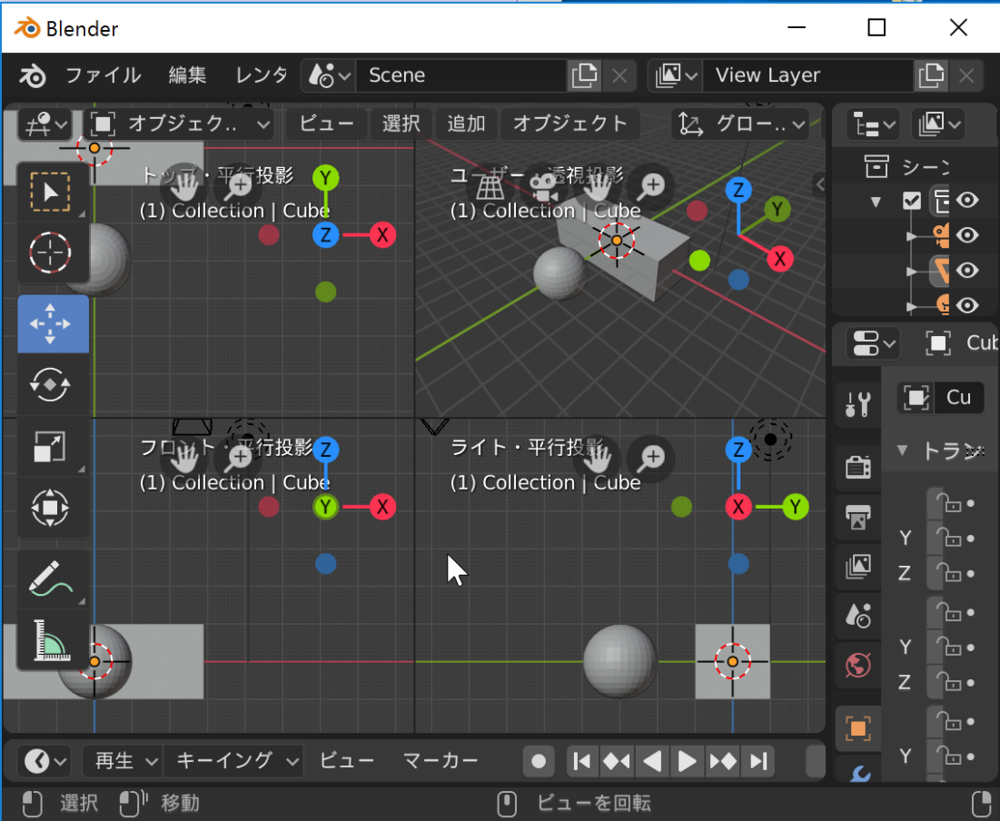 Blender
ファイル 編集 レンダ Scene View Layer
オブジェク.. ビュー 選択 追加 オブジェクト グロー..
トップ・平行投影
(1) Collection | Cube
Y
Z X
ユーザー・透視投影
(1) Collection | Cube
Z
Y
X
シーン
Cub
Cu
トラン
フロント・平行投影
(1) Collection | Cube
Z
Y X
ライト・平行投影
(1) Collection | Cube
Z
X Y
Y
Z
Y
Z
Y
再生 キーイング ビュー マーカー
選択 移動 ビューを回転